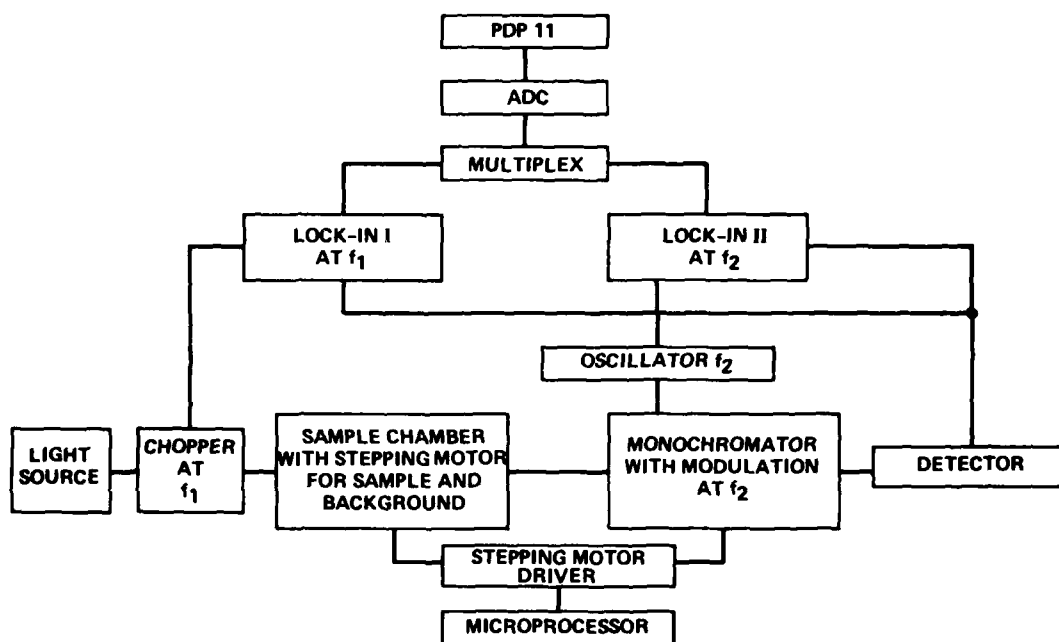 PDP 11
ADC
MULTIPLEX
LOCK-IN I
AT f1
LOCK-IN II
AT f2
OSCILLATOR f2
LIGHT
SOURCE
CHOPPER
AT
f1
SAMPLE CHAMBER
WITH STEPPING MOTOR
FOR SAMPLE AND
BACKGROUND
MONOCHROMATOR
WITH MODULATION
AT f2
DETECTOR
STEPPING MOTOR
DRIVER
MICROPROCESSOR